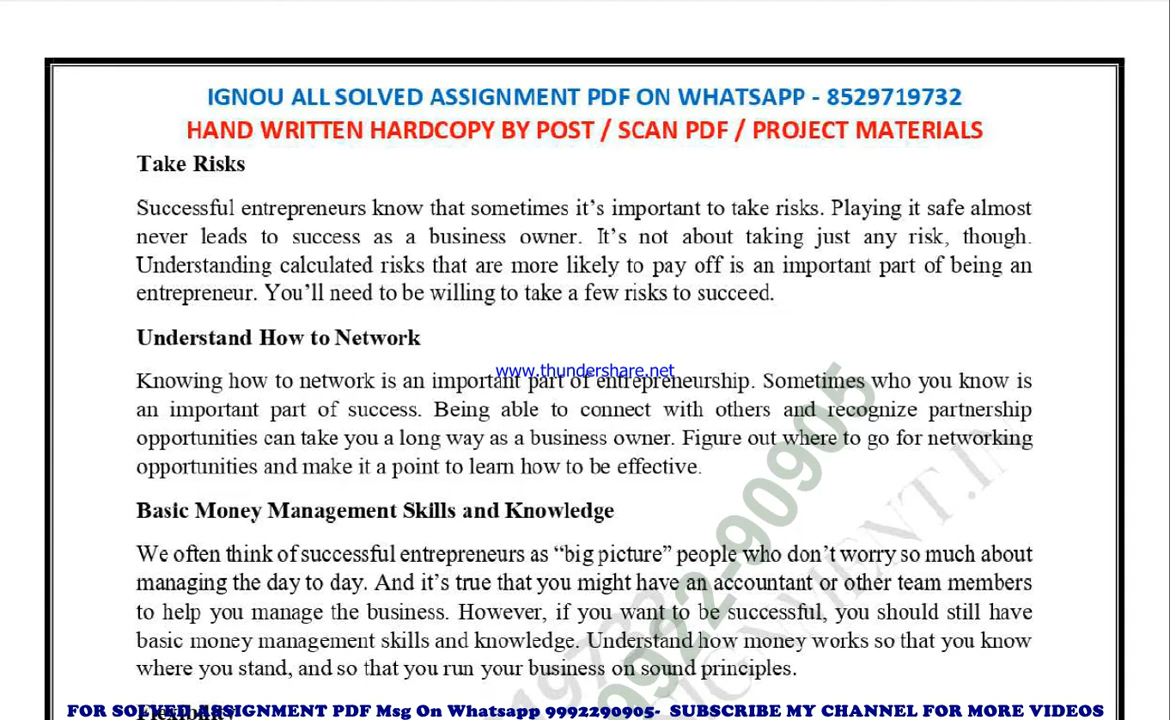 IGNOU ALL SOLVED ASSIGNMENT PDF ON WHATSAPP - 8529719732
HAND WRITTEN HARDCOPY BY POST / SCAN PDF / PROJECT MATERIALS
Take Risks
Successful entrepreneurs know that sometimes it's important to take risks. Playing it safe almost
never leads to success as a business owner. It's not about taking just any risk, though.
Understanding calculated risks that are more likely to pay off is an important part of being an
entrepreneur. You'll need to be willing to take a few risks to succeed.
Understand How to Network
www.thundershare.net
Knowing how to network is an important part of entrepreneurship. Sometimes who you know is
an important part of success. Being able to connect with others and recognize partnership
opportunities can take you a long way as a business owner. Figure out where to go for networking
opportunities and make it a point to learn how to be effective.
Basic Money Management Skills and Knowledge
We often think of successful entrepreneurs as “big picture” people who don't worry so much about
managing the day to day. And it's true that you might have an accountant or other team members
to help you manage the business. However, if you want to be successful, you should still have
basic money management skills and knowledge. Understand how money works so that you know
where you stand, and so that you run your business on sound principles.
Flexibility
FOR SOLVED ASSIGNMENT PDF Msg On Whatsapp 9992290905- SUBSCRIBE MY CHANNEL FOR MORE VIDEOS